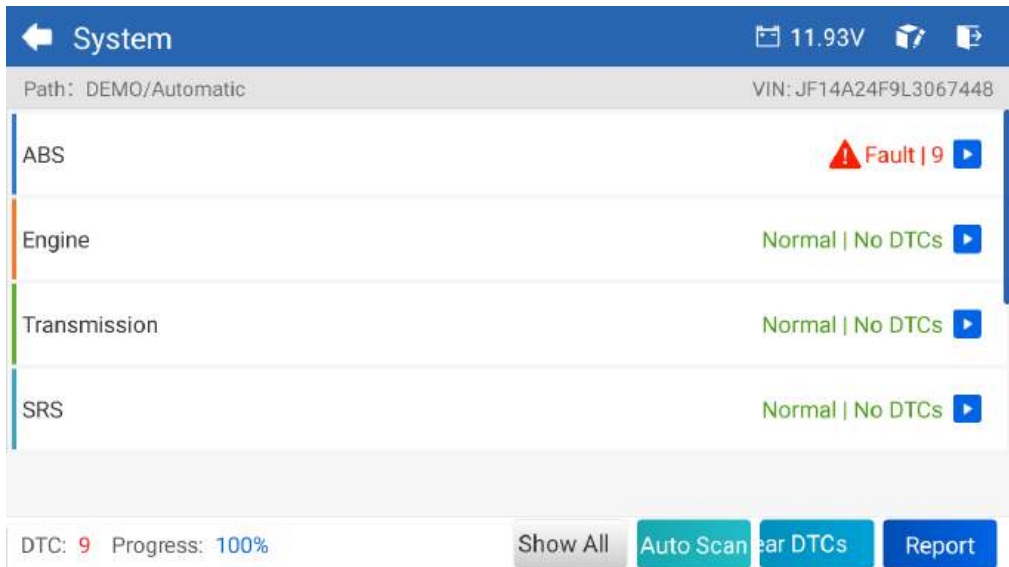 System 11.93V
Path: DEMO/Automatic VIN: JF14A24F9L3067448
ABS Fault | 9
Engine Normal | No DTCs
Transmission Normal | No DTCs
SRS Normal | No DTCs
DTC: 9 Progress: 100% Show All Auto Scan ear DTCs Report